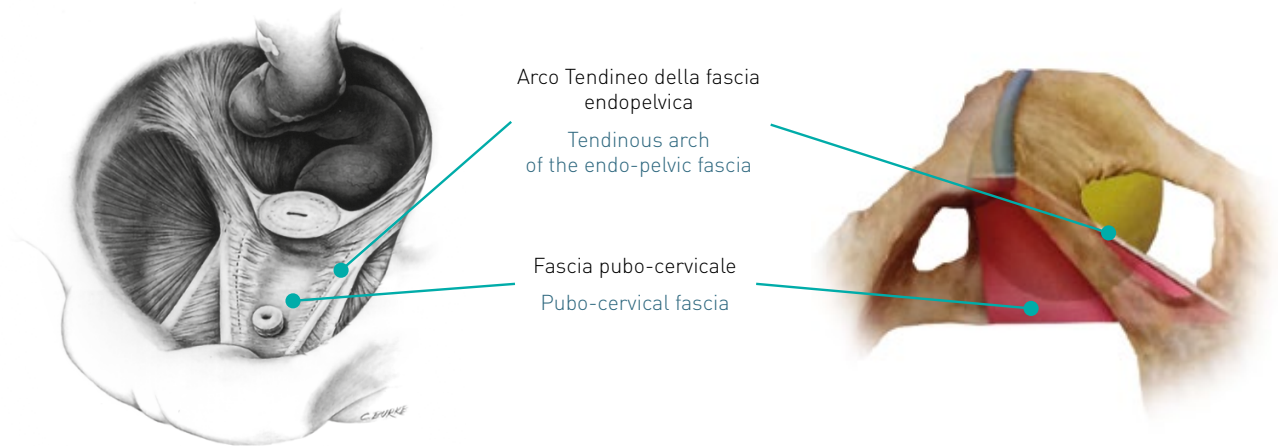 Arco Tendineo della fascia
endopelvica
Tendinous arch
of the endo-pelvic fascia
Fascia pubo-cervicale
Pubo-cervical fascia
C. BURKE